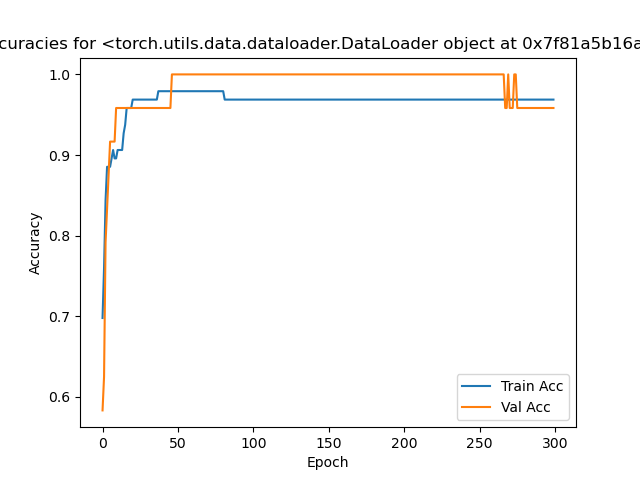 curacies for <torch.utils.data.dataloader.DataLoader object at 0x7f81a5b16a
1.0
0.9
0.8
0.7
0.6
Accuracy
0
50
100
150
200
250
300
Epoch
Train Acc
Val Acc